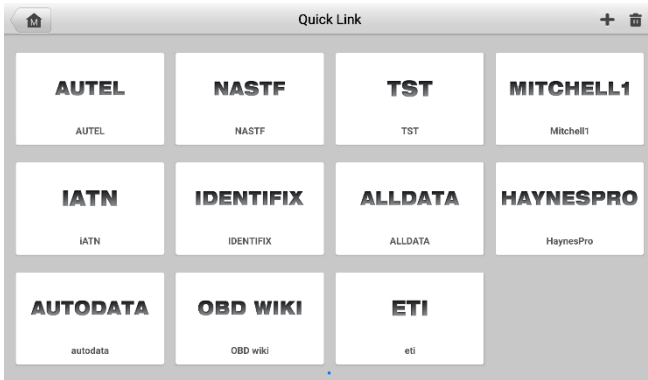 M
Quick Link
AUTEL
NASTF
TST
MITCHELL1
AUTEL
NASTF
TST
Mitchell1
IATN
IDENTIFIX
ALLDATA
HAYNESPRO
iATN
IDENTIFIX
ALLDATA
HaynesPro
AUTODATA
OBD WIKI
ETI
autodata
OBD wiki
eti